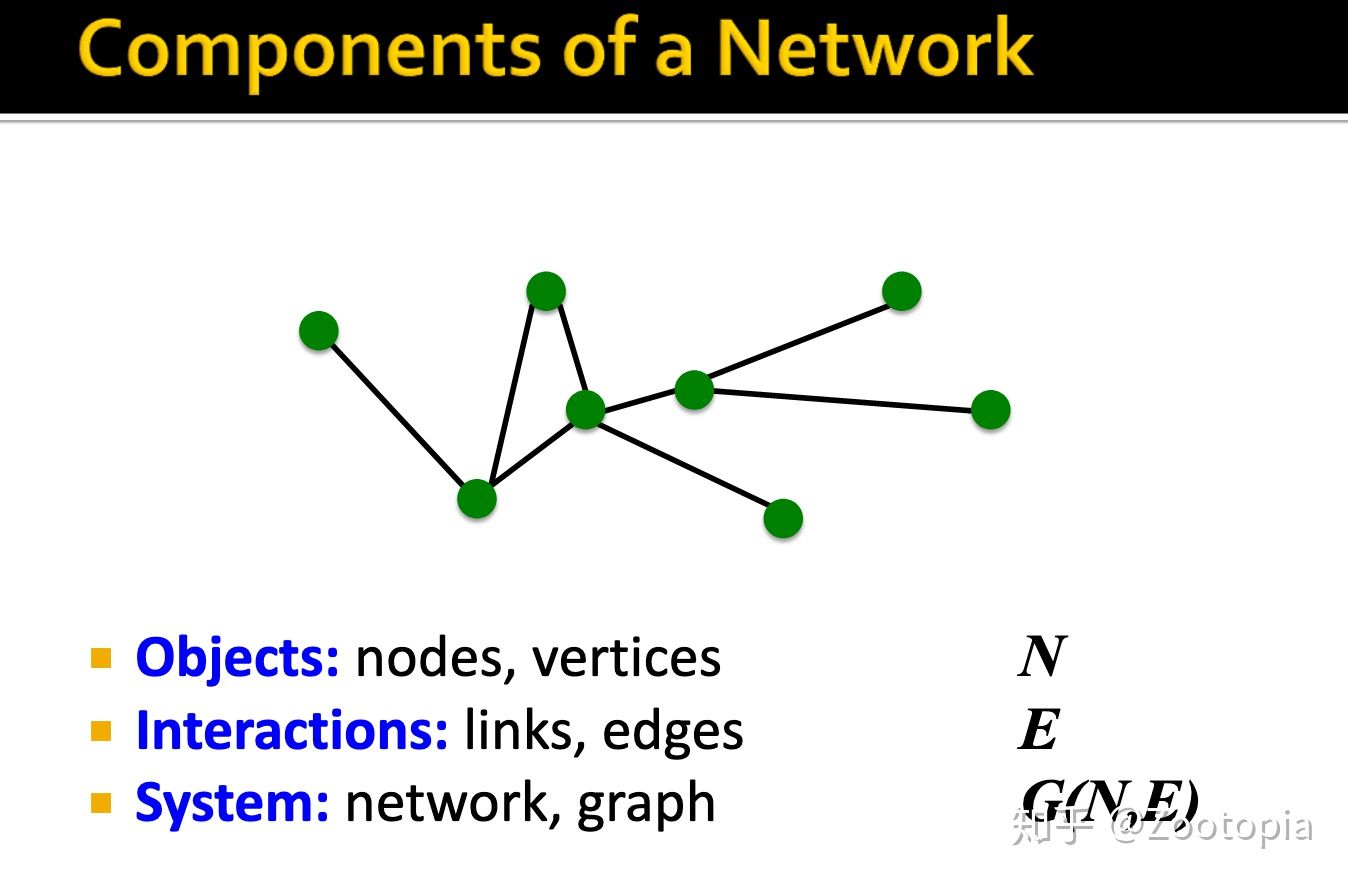 Components of a Network
Objects: nodes, vertices N
Interactions: links, edges E
System: network, graph G(N,E)
知乎 @Zootopia